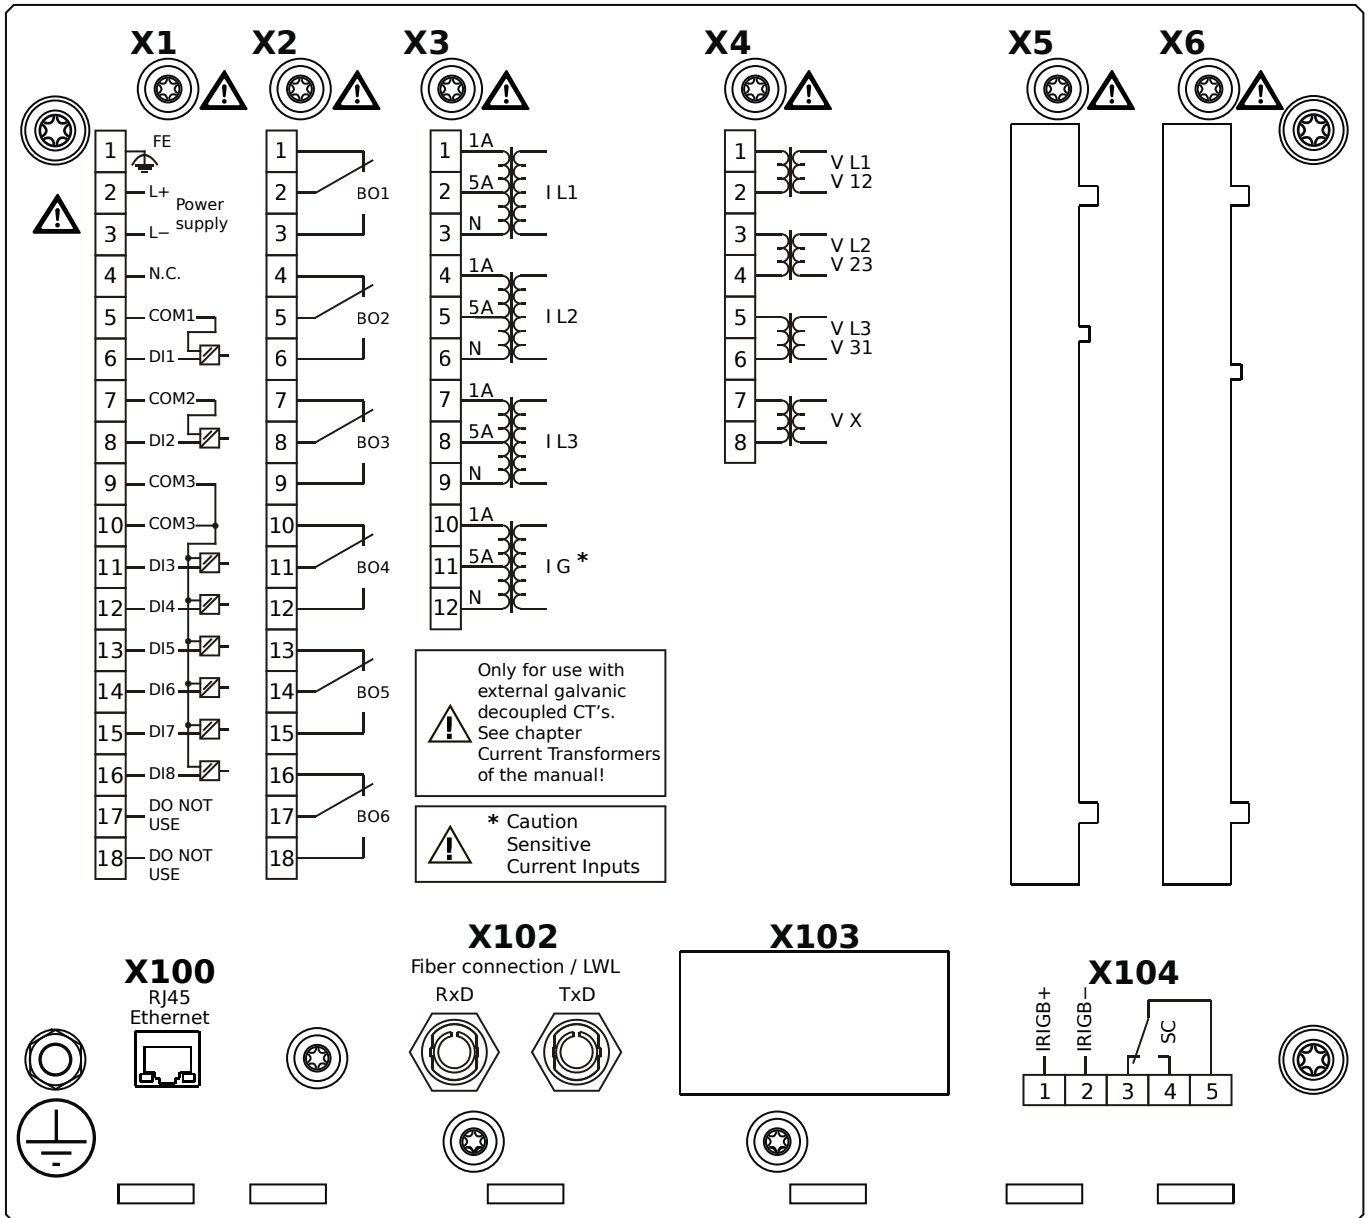 X1
X2
X3
X4
X5
X6
1 FE
2 L+
3 L−
Power
supply
4 N.C.
5 COM1
6 DI1
7 COM2
8 DI2
9 COM3
10 COM3
11 DI3
12 DI4
13 DI5
14 DI6
15 DI7
16 DI8
17 DO NOT
USE
18 DO NOT
USE
1
2 BO1
3
4
5 BO2
6
7
8 BO3
9
10
11 BO4
12
13
14 BO5
15
16
17 BO6
18
1 1A
2 5A I L1
3 N
4 1A
5 5A I L2
6 N
7 1A
8 5A I L3
9 N
10 1A
11 5A I G *
12 N
Only for use with
external galvanic
decoupled CT's.
See chapter
Current Transformers
of the manual!
* Caution
Sensitive
Current Inputs
1 V L1
2 V 12
3 V L2
4 V 23
5 V L3
6 V 31
7 V X
8
X100
RJ45
Ethernet
X102
Fiber connection / LWL
RxD TxD
X103
X104
IRIGB+
IRIGB−
SC
1 2 3 4 5